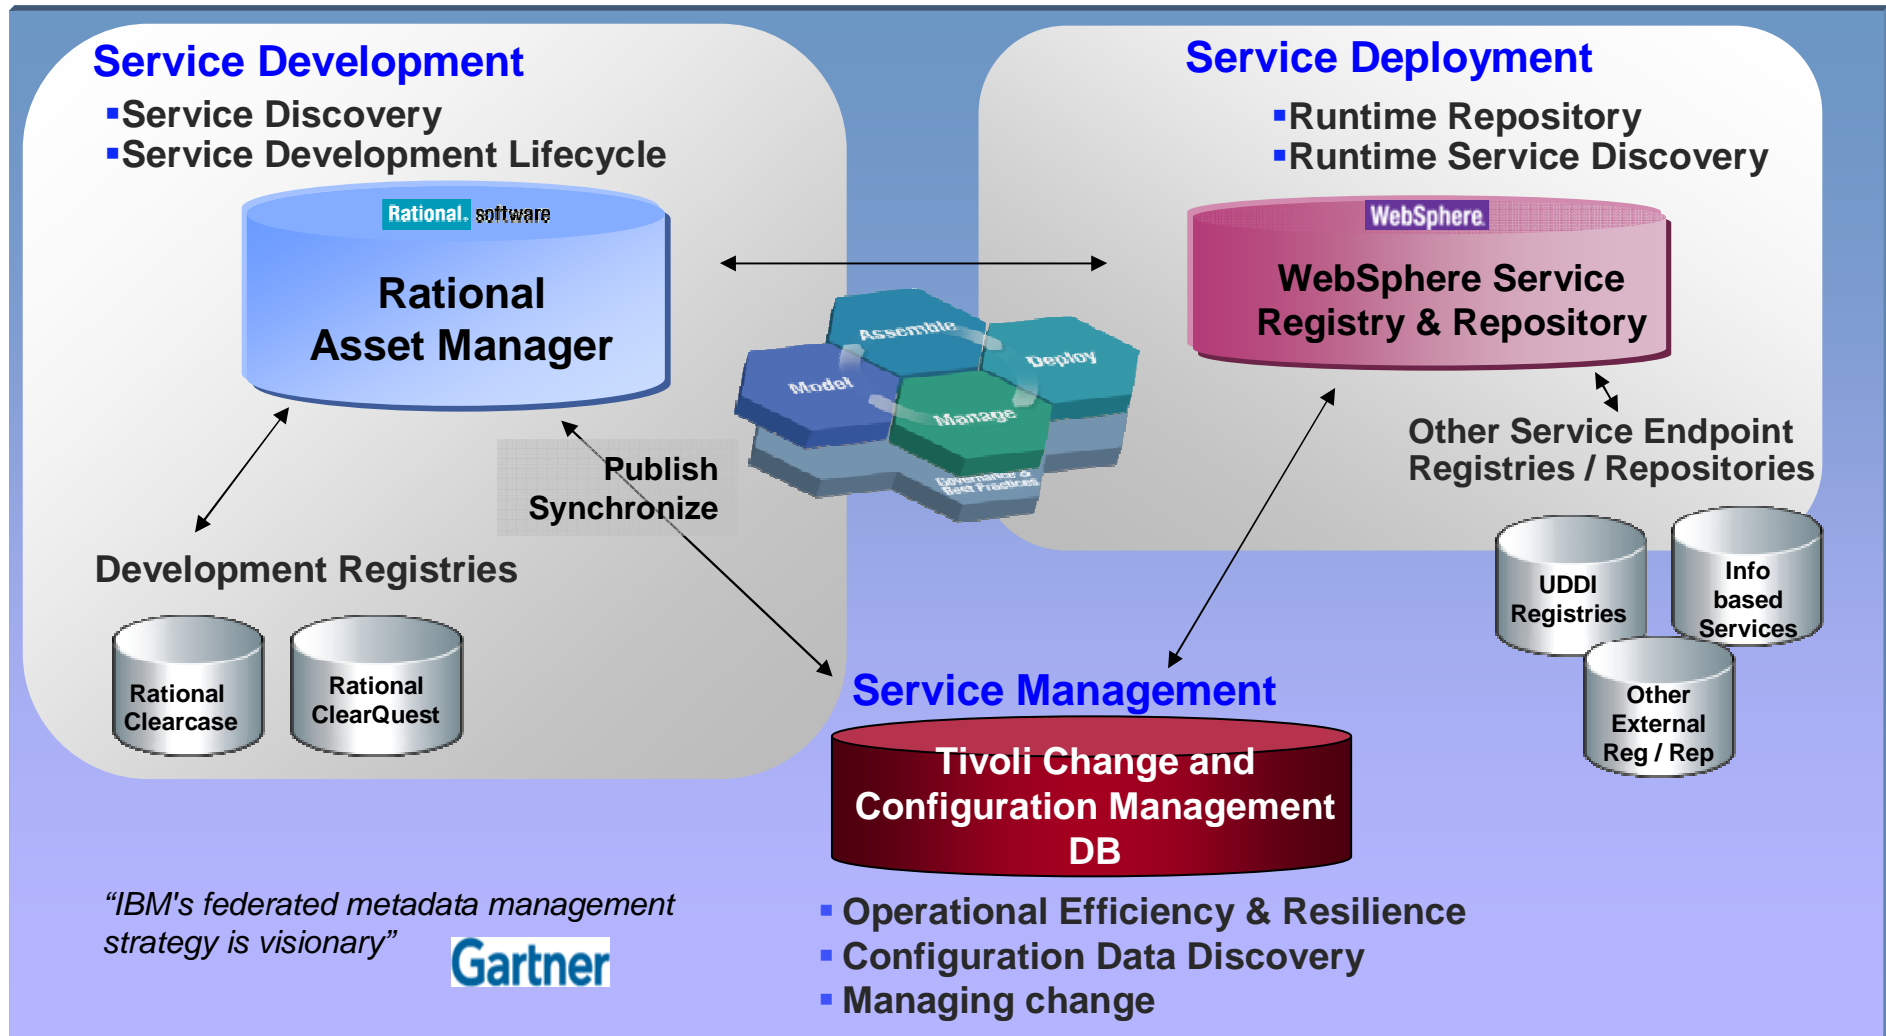 Service Development
▪Service Discovery
▪Service Development Lifecycle
Rational. software
Rational
Asset Manager
Publish
Synchronize
Development Registries
Rational
Clearcase
Rational
ClearQuest
Assemble
Deploy
Model
Manage
Governance &
Best Practices
Service Deployment
▪Runtime Repository
▪Runtime Service Discovery
WebSphere.
WebSphere Service
Registry & Repository
Other Service Endpoint
Registries / Repositories
UDDI
Registries
Info
based
Services
Other
External
Reg / Rep
Service Management
Tivoli Change and
Configuration Management
DB
▪ Operational Efficiency & Resilience
▪ Configuration Data Discovery
▪ Managing change
“IBM's federated metadata management
strategy is visionary”
Gartner